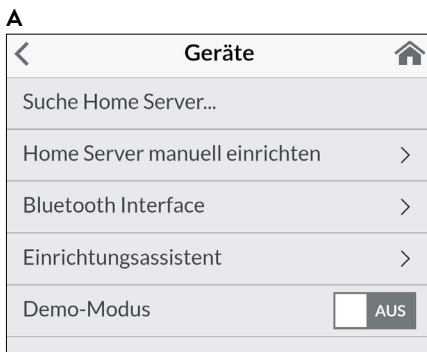 A
Geräte
Suche Home Server...
Home Server manuell einrichten
Bluetooth Interface
Einrichtungsassistent
Demo-Modus AUS